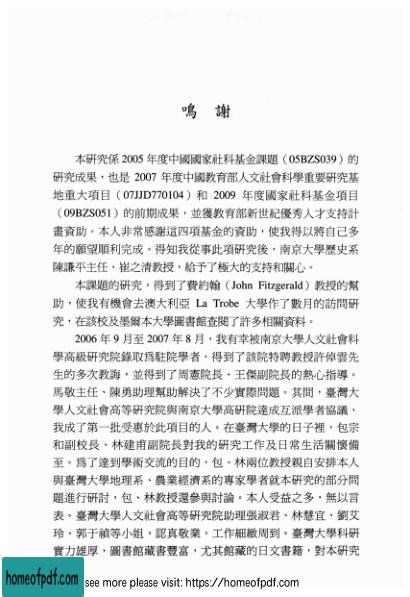 鳴 謝
本研究係 2005 年度中國國家社科基金課題（05BZS039）的
研究成果，也是 2007 年度中國教育部人文社會科學重要研究基
地重大項目（07JJD770104）和 2009 年度國家社科基金項目
（09BZS051）的前期成果，並獲教育部新世紀優秀人才支持計
畫資助。本人非常感謝這四項基金的資助，使我得以將自己多
年的願望順利完成。得知我從事此項研究後，南京大學歷史系
陳謙平主任、崔之清教授，給予了極大的支持和關心。
本課題的研究，得到了費約翰（John Fitzgerald）教授的幫
助，使我有機會去澳大利亞 La Trobe 大學作了數月的訪問研
究，在該校及墨爾本大學圖書館查閱了許多相關資料。
2006 年 9 月至 2007 年 8 月，我有幸被南京大學人文社會科
學高級研究院錄取爲駐院學者，得到了該院特聘教授許倬雲先
生的多次教誨，並得到了周憲院長、王傑副院長的熱心指導。
馬敬主任、陳勇助理幫助解決了不少實際問題。其間，臺灣大
學人文社會高等研究院與南京大學高研院達成互派學者協議，
我成了第一批受惠於此項目的人。在臺灣大學的日子裡，包宗
和副校長、林建甫副院長對我的研究工作及日常生活關懷備
至。爲了達到學術交流的目的，包、林兩位教授親自安排本人
與臺灣大學地理系、農業經濟系的專家學者就本研究的部分問
題進行研討，包、林教授還參與討論。本人受益之多，無以言
表。臺灣大學人文社會高等研究院助理張淑君、林慧宜、劉艾
玲、郭于禎等小姐，認真敬業，工作細緻周到。臺灣大學科研
實力雄厚，圖書館藏書豐富，尤其館藏的日文書籍，對本研究
homeofpdf.com
see more please visit: https://homeofpdf.com